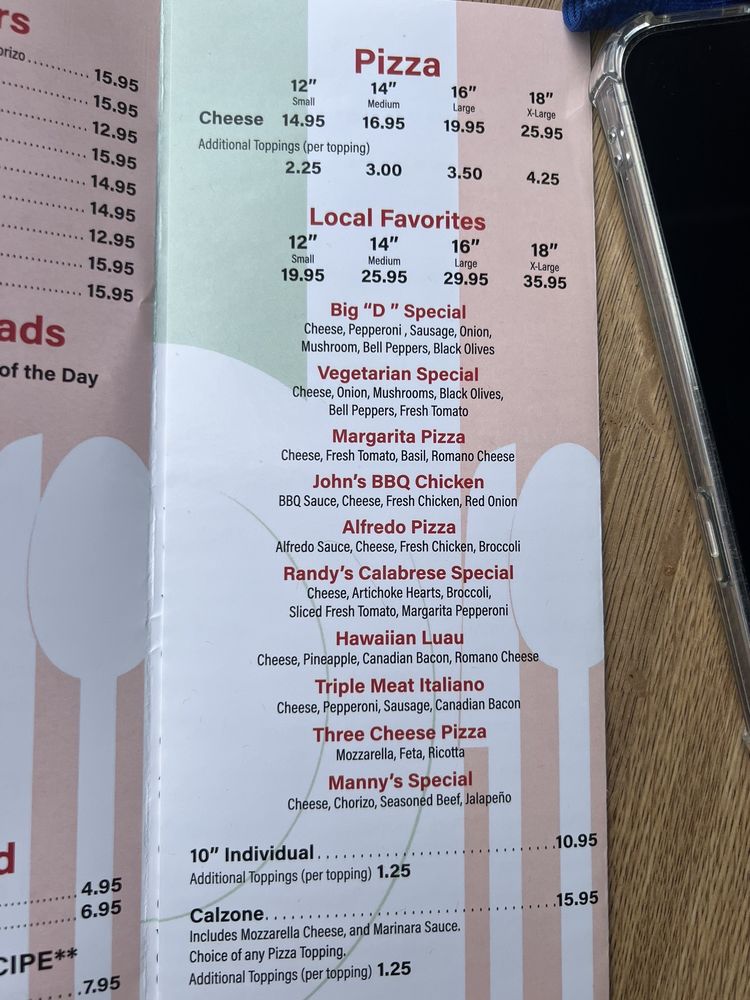 rs
orizo..........
15.95
15.95
12.95
15.95
14.95
14.95
12.95
15.95
15.95
ads
of the Day
d
4.95
6.95
CIPE**
7.95
Pizza
12” 14” 16” 18”
Small Medium Large X-Large
Cheese 14.95 16.95 19.95 25.95
Additional Toppings (per topping)
2.25 3.00 3.50 4.25
Local Favorites
12” 14” 16” 18”
Small Medium Large X-Large
19.95 25.95 29.95 35.95
Big “D ” Special
Cheese, Pepperoni , Sausage, Onion,
Mushroom, Bell Peppers, Black Olives
Vegetarian Special
Cheese, Onion, Mushrooms, Black Olives,
Bell Peppers, Fresh Tomato
Margarita Pizza
Cheese, Fresh Tomato, Basil, Romano Cheese
John’s BBQ Chicken
BBQ Sauce, Cheese, Fresh Chicken, Red Onion
Alfredo Pizza
Alfredo Sauce, Cheese, Fresh Chicken, Broccoli
Randy’s Calabrese Special
Cheese, Artichoke Hearts, Broccoli,
Sliced Fresh Tomato, Margarita Pepperoni
Hawaiian Luau
Cheese, Pineapple, Canadian Bacon, Romano Cheese
Triple Meat Italiano
Cheese, Pepperoni, Sausage, Canadian Bacon
Three Cheese Pizza
Mozzarella, Feta, Ricotta
Manny’s Special
Cheese, Chorizo, Seasoned Beef, Jalapeño
10” Individual..............................10.95
Additional Toppings (per topping) 1.25
Calzone....................................15.95
Includes Mozzarella Cheese, and Marinara Sauce.
Choice of any Pizza Topping.
Additional Toppings (per topping) 1.25